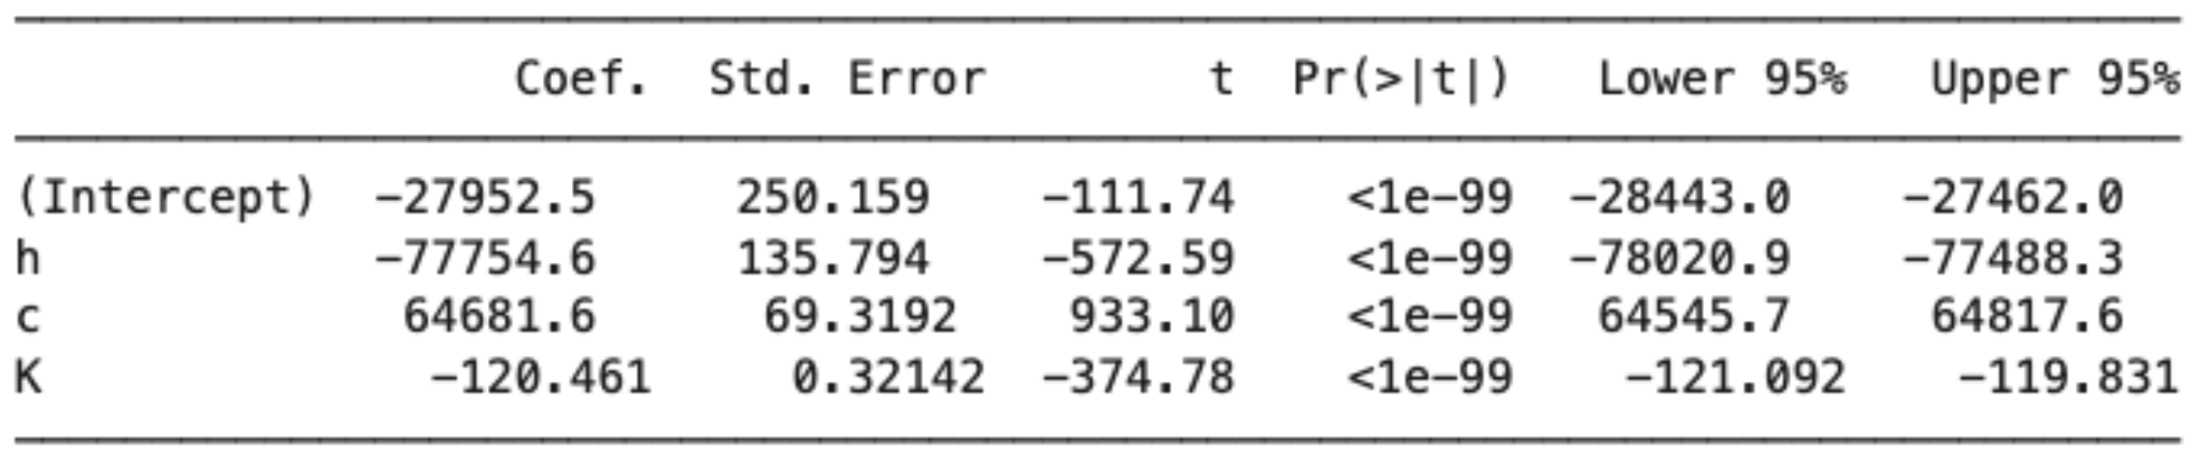 Coef. Std. Error t Pr(>|t|) Lower 95% Upper 95%
(Intercept) −27952.5 250.159 −111.74 <1e−99 −28443.0 −27462.0
h −77754.6 135.794 −572.59 <1e−99 −78020.9 −77488.3
c 64681.6 69.3192 933.10 <1e−99 64545.7 64817.6
K −120.461 0.32142 −374.78 <1e−99 −121.092 −119.831